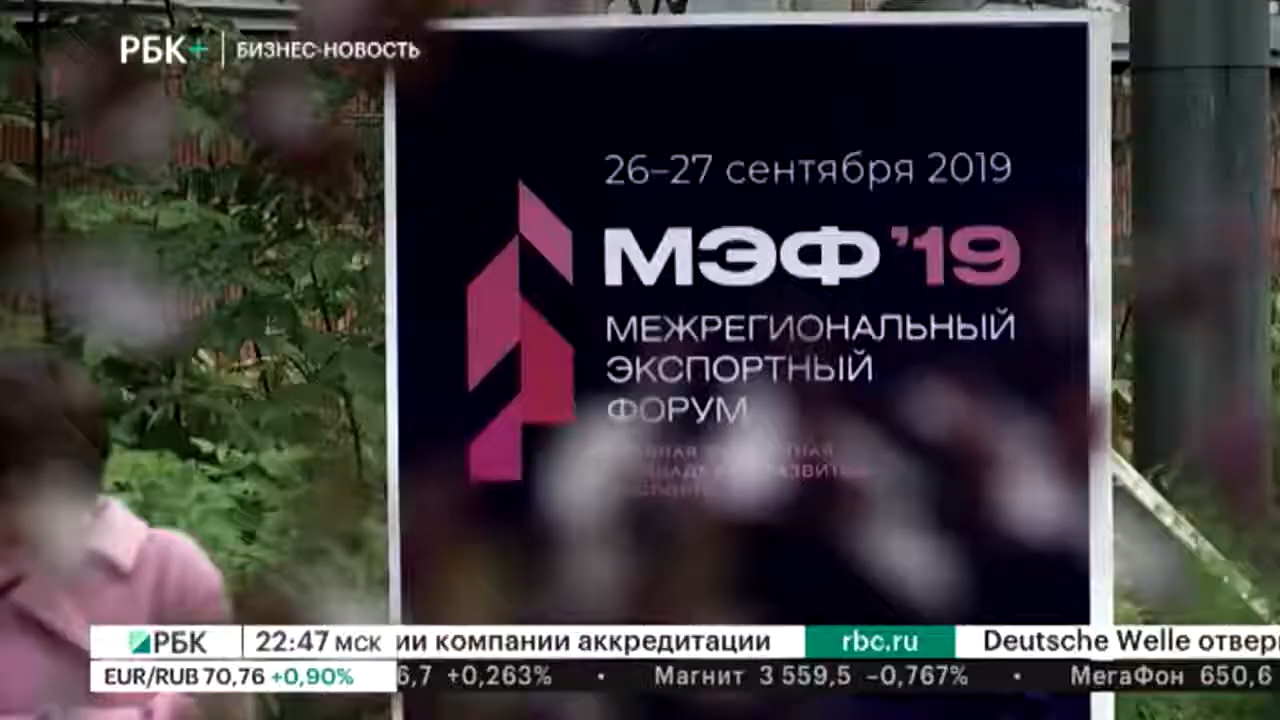 РБК+ | БИЗНЕС-НОВОСТЬ
26–27 сентября 2019
МЭФ '19
МЕЖРЕГИОНАЛЬНЫЙ
ЭКСПОРТНЫЙ
ФОРУМ
РБК 22:47 МСК ии компании аккредитации rbc.ru Deutsche Welle отвер
EUR/RUB 70,76 +0,90% 6,7 +0,263% • Магнит 3 559,5 -0,767% • МегаФон 650,6